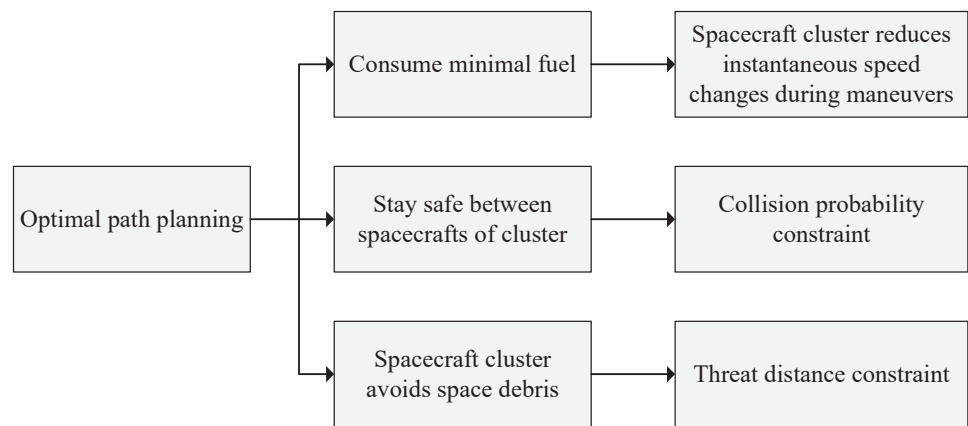 Optimal path planning
Consume minimal fuel
Spacecraft cluster reduces
instantaneous speed
changes during maneuvers
Stay safe between
spacecrafts of cluster
Collision probability
constraint
Spacecraft cluster
avoids space debris
Threat distance constraint